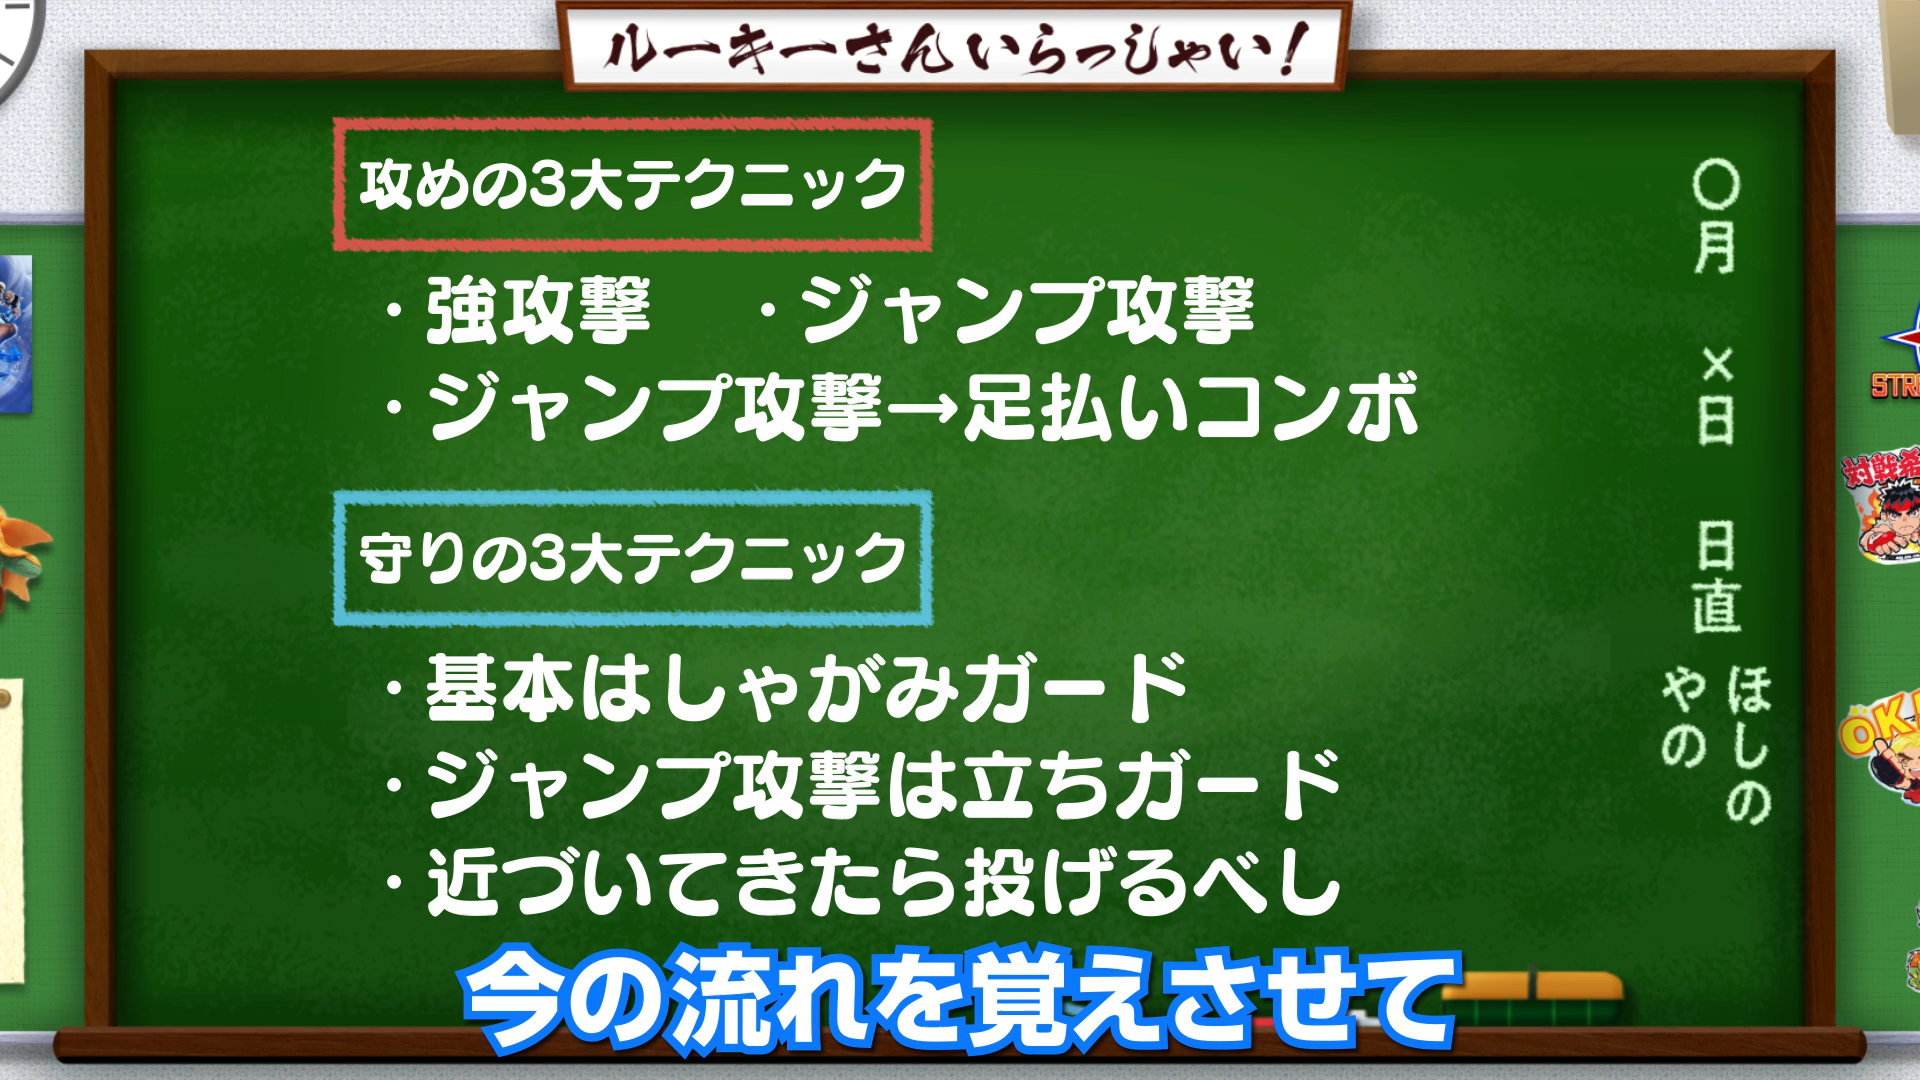 ルーキーさんいらっしゃい！
攻めの3大テクニック
・強攻撃　・ジャンプ攻撃
・ジャンプ攻撃→足払いコンボ
守りの3大テクニック
・基本はしゃがみガード
・ジャンプ攻撃は立ちガード
・近づいてきたら投げるべし
今の流れを覚えさせて
〇月　×日　日直
ほしの
やの
対戦希